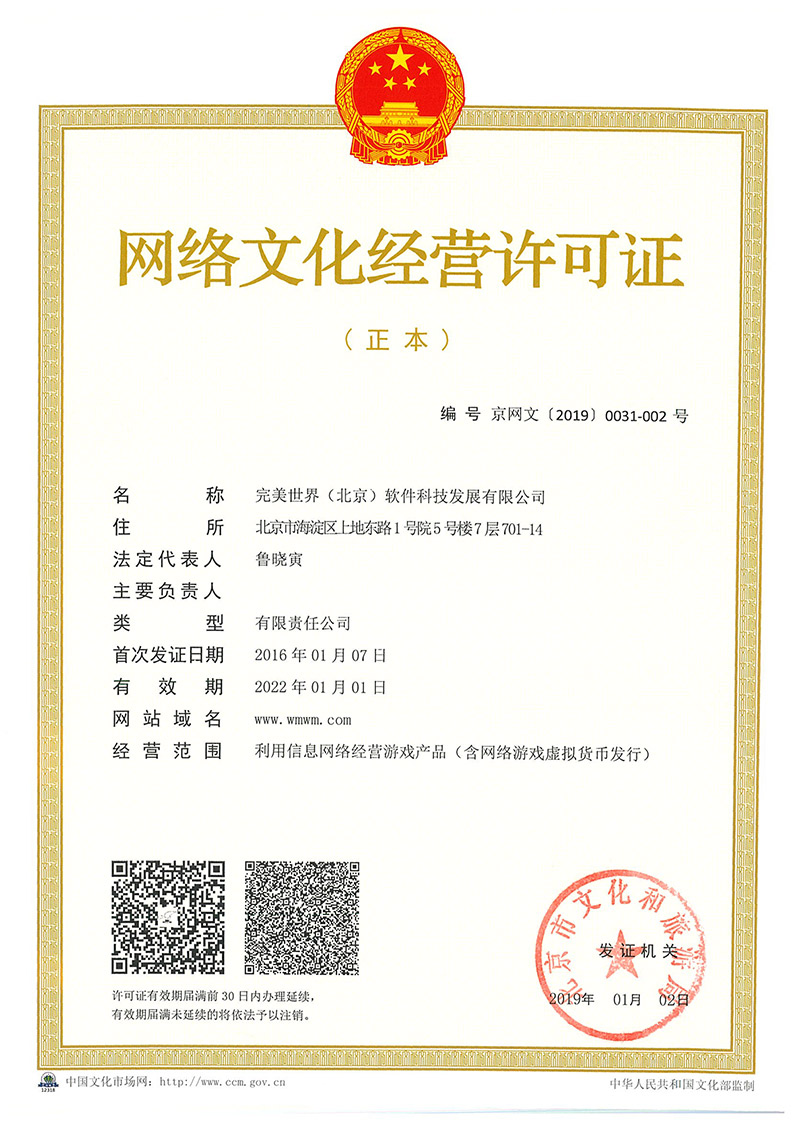 网络文化经营许可证
（正本）
编号 京网文〔2019〕0031-002 号
名称 完美世界（北京）软件科技发展有限公司
住所 北京市海淀区上地东路1号院5号楼7层701-14
法定代表人 鲁晓寅
主要负责人
类型 有限责任公司
首次发证日期 2016年01月07日
有效期 2022年01月01日
网站域名 www.wmwm.com
经营范围 利用信息网络经营游戏产品（含网络游戏虚拟货币发行）
北京市文化和旅游局
发证机关
2019年 01月 02日
许可证有效期届满前30日内办理延续，
有效期届满未延续的将依法予以注销。
12318
中国文化市场网：http://www.ccm.gov.cn
中华人民共和国文化部监制